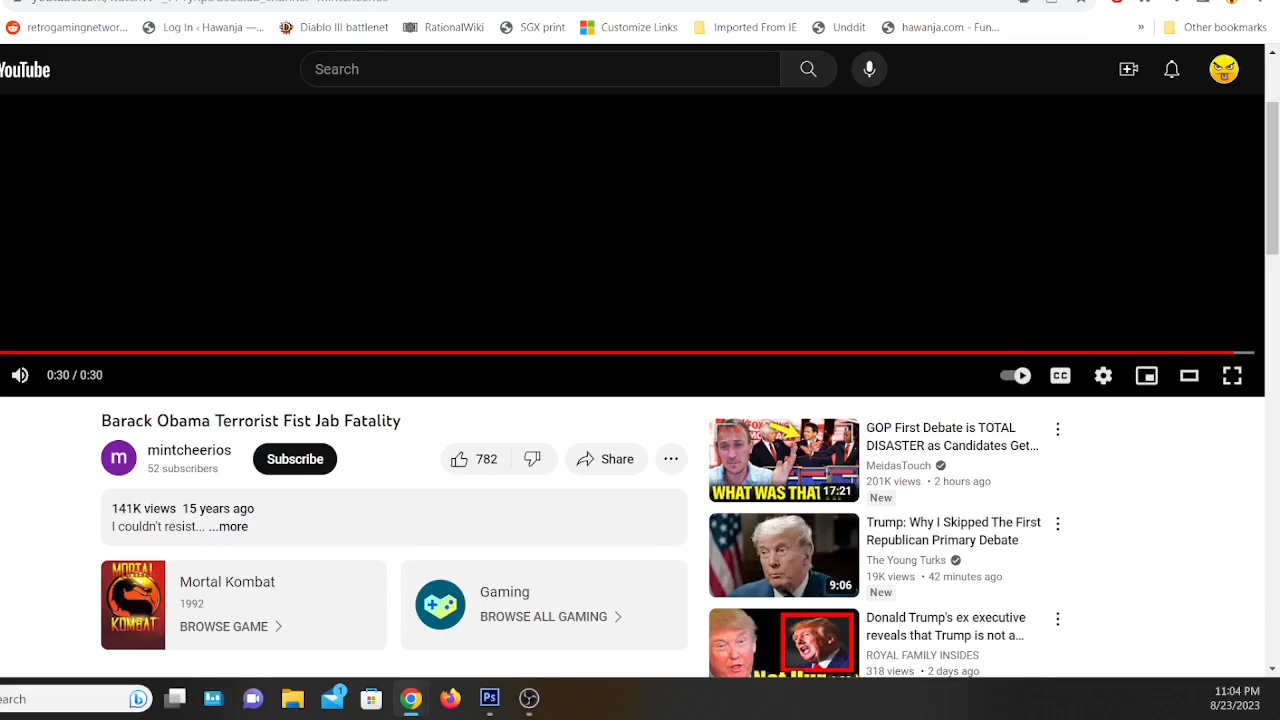 retrogamingnetwor...
Log In ‹ Hawanja —...
Diablo III battlenet
RationalWiki
SGX print
Customize Links
Imported From IE
Unddit
hawanja.com - Fun...
»
Other bookmarks
YouTube
Search
0:30 / 0:30
CC
Barack Obama Terrorist Fist Jab Fatality
m
mintcheerios
52 subscribers
Subscribe
782
Share
141K views 15 years ago
I couldn't resist... ...more
MORTAL
KOMBAT
Mortal Kombat
1992
BROWSE GAME
Gaming
BROWSE ALL GAMING
WHAT WAS THAT
17:21
GOP First Debate is TOTAL
DISASTER as Candidates Get...
MeidasTouch
201K views • 2 hours ago
New
9:06
Trump: Why I Skipped The First
Republican Primary Debate
The Young Turks
19K views • 42 minutes ago
New
Donald Trump's ex executive
reveals that Trump is not a...
ROYAL FAMILY INSIDES
318 views • 2 days ago
earch
1
Ps
11:04 PM
8/23/2023